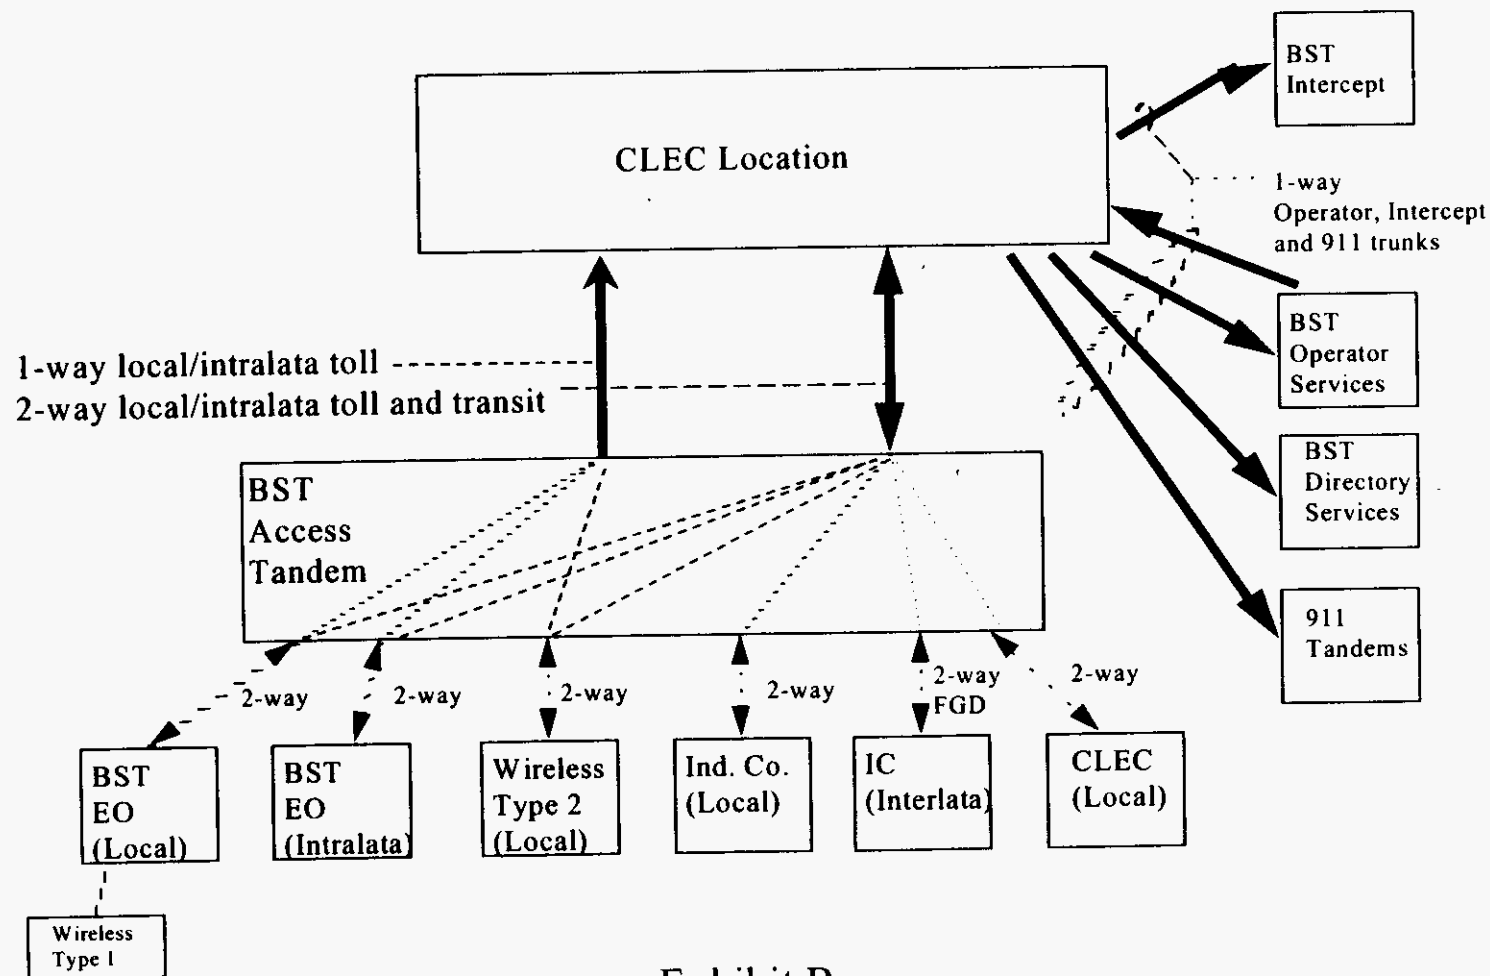 BST
Intercept
CLEC Location
1-way
Operator, Intercept
and 911 trunks
BST
Operator
Services
1-way local/intralata toll
2-way local/intralata toll and transit
BST
Directory
Services
BST
Access
Tandem
911
Tandems
2-way
2-way
2-way
2-way
2-way
FGD
2-way
BST
EO
(Local)
BST
EO
(Intralata)
Wireless
Type 2
(Local)
Ind. Co.
(Local)
IC
(Interlata)
CLEC
(Local)
Wireless
Type 1
Exhibit B